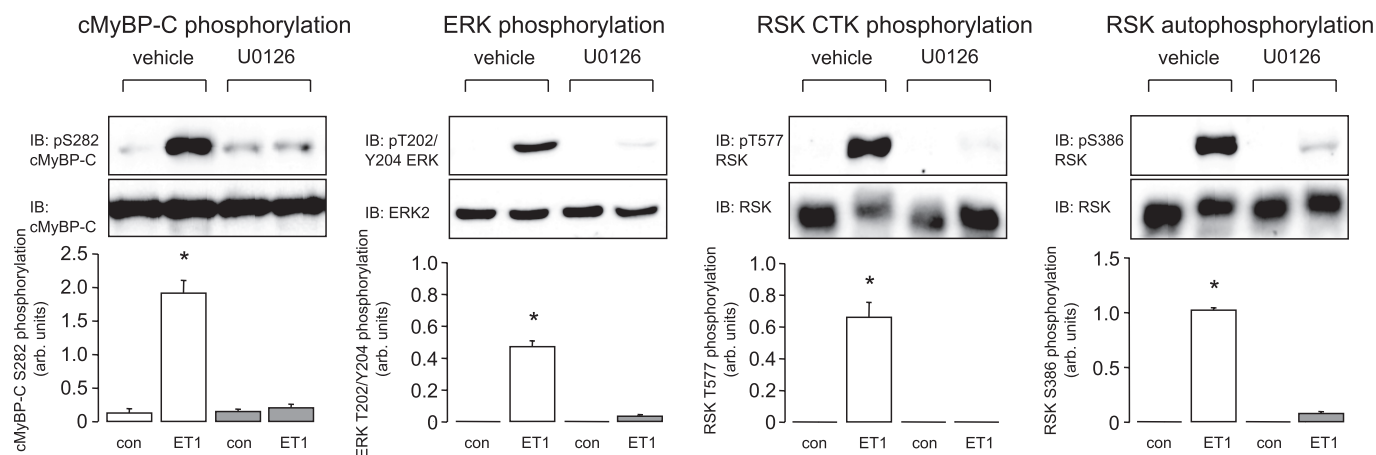 cMyBP-C phosphorylation
vehicle U0126
IB: pS282
cMyBP-C
IB:
cMyBP-C
cMyBP-C S282 phosphorylation
(arb. units)
2.5
2.0
1.5
1.0
0.5
0
*
con ET1 con ET1
ERK phosphorylation
vehicle U0126
IB: pT202/
Y204 ERK
IB: ERK2
ERK T202/Y204 phosphorylation
(arb. units)
1.0
0.8
0.6
0.4
0.2
0
*
con ET1 con ET1
RSK CTK phosphorylation
vehicle U0126
IB: pT577
RSK
IB: RSK
RSK T577 phosphorylation
(arb. units)
1.0
0.8
0.6
0.4
0.2
0
*
con ET1 con ET1
RSK autophosphorylation
vehicle U0126
IB: pS386
RSK
IB: RSK
RSK S386 phosphorylation
(arb. units)
1.5
1.0
0.5
0
*
con ET1 con ET1